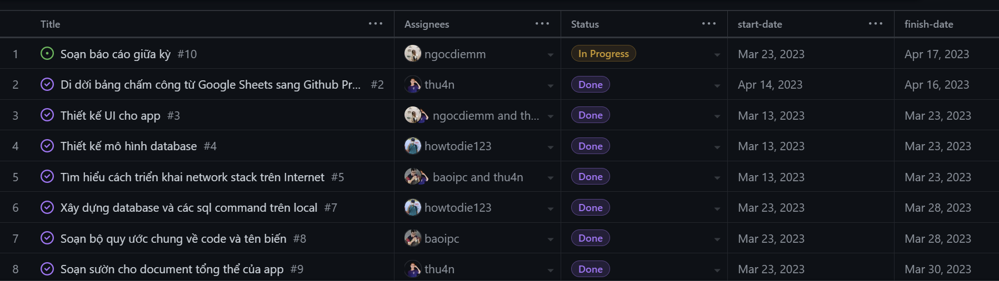 Title ... Assignees ... Status ... start-date ... finish-date
1 Soạn báo cáo giữa kỳ #10 ngocdiemm In Progress Mar 23, 2023 Apr 17, 2023
2 Di dời bảng chấm công từ Google Sheets sang Github Pr... #2 thu4n Done Apr 14, 2023 Apr 16, 2023
3 Thiết kế UI cho app #3 ngocdiemm and th... Done Mar 13, 2023 Mar 23, 2023
4 Thiết kế mô hình database #4 howtodie123 Done Mar 13, 2023 Mar 23, 2023
5 Tìm hiểu cách triển khai network stack trên Internet #5 baoipc and thu4n Done Mar 13, 2023 Mar 23, 2023
6 Xây dựng database và các sql command trên local #7 howtodie123 Done Mar 23, 2023 Mar 28, 2023
7 Soạn bộ quy ước chung về code và tên biến #8 baoipc Done Mar 23, 2023 Mar 28, 2023
8 Soạn sườn cho document tổng thể của app #9 thu4n Done Mar 23, 2023 Mar 30, 2023